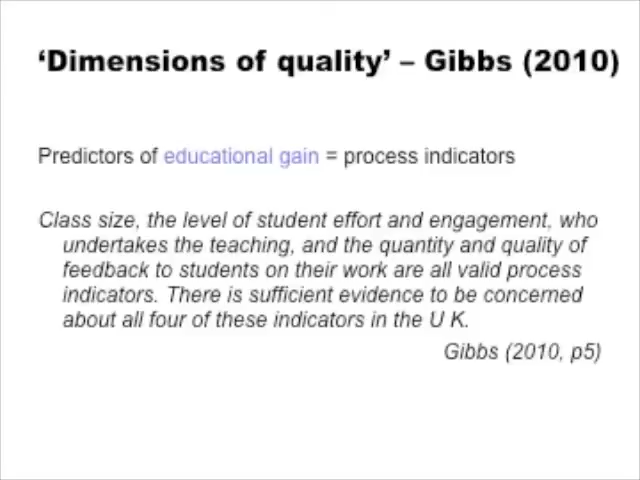 ‘Dimensions of quality’ – Gibbs (2010)
Predictors of educational gain = process indicators
Class size, the level of student effort and engagement, who
undertakes the teaching, and the quantity and quality of
feedback to students on their work are all valid process
indicators. There is sufficient evidence to be concerned
about all four of these indicators in the U K.
Gibbs (2010, p5)